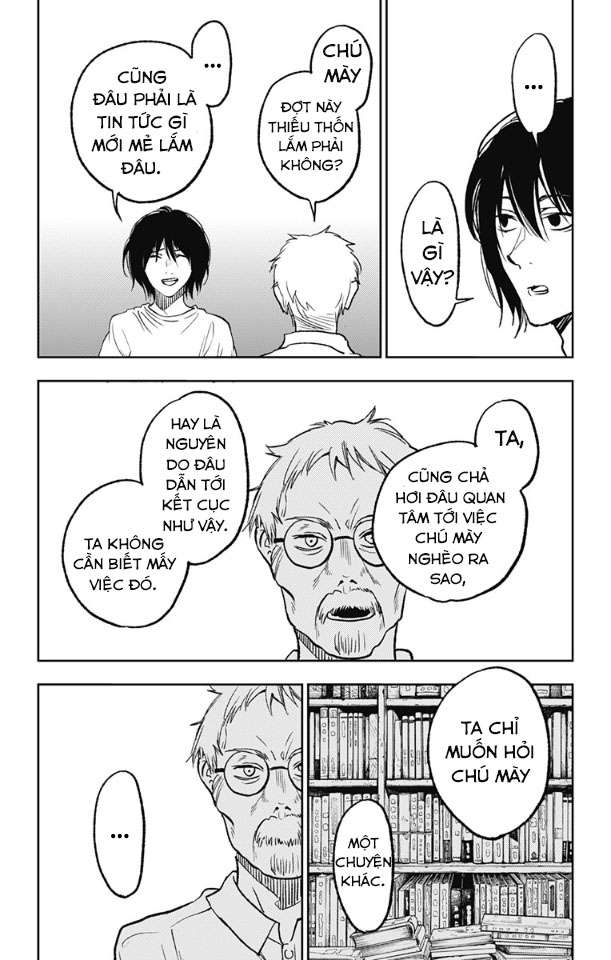 ...
LÀ
GÌ
VẬY?
CHÚ
MÀY
ĐỢT NÀY
THIẾU THỐN
LẮM PHẢI
KHÔNG?
...
CŨNG
ĐÂU PHẢI LÀ
TIN TỨC GÌ
MỚI MẺ LẮM
ĐÂU.
TA,
CŨNG CHẢ
HƠI ĐÂU QUAN
TÂM TỚI VIỆC
CHÚ MÀY
NGHÈO RA
SAO,
HAY LÀ
NGUYÊN
DO ĐÂU
DẪN TỚI
KẾT CỤC
NHƯ VẬY.
TA KHÔNG
CẦN BIẾT MẤY
VIỆC ĐÓ.
TA CHỈ
MUỐN HỎI
CHÚ MÀY
MỘT
CHUYỆN
KHÁC.
...